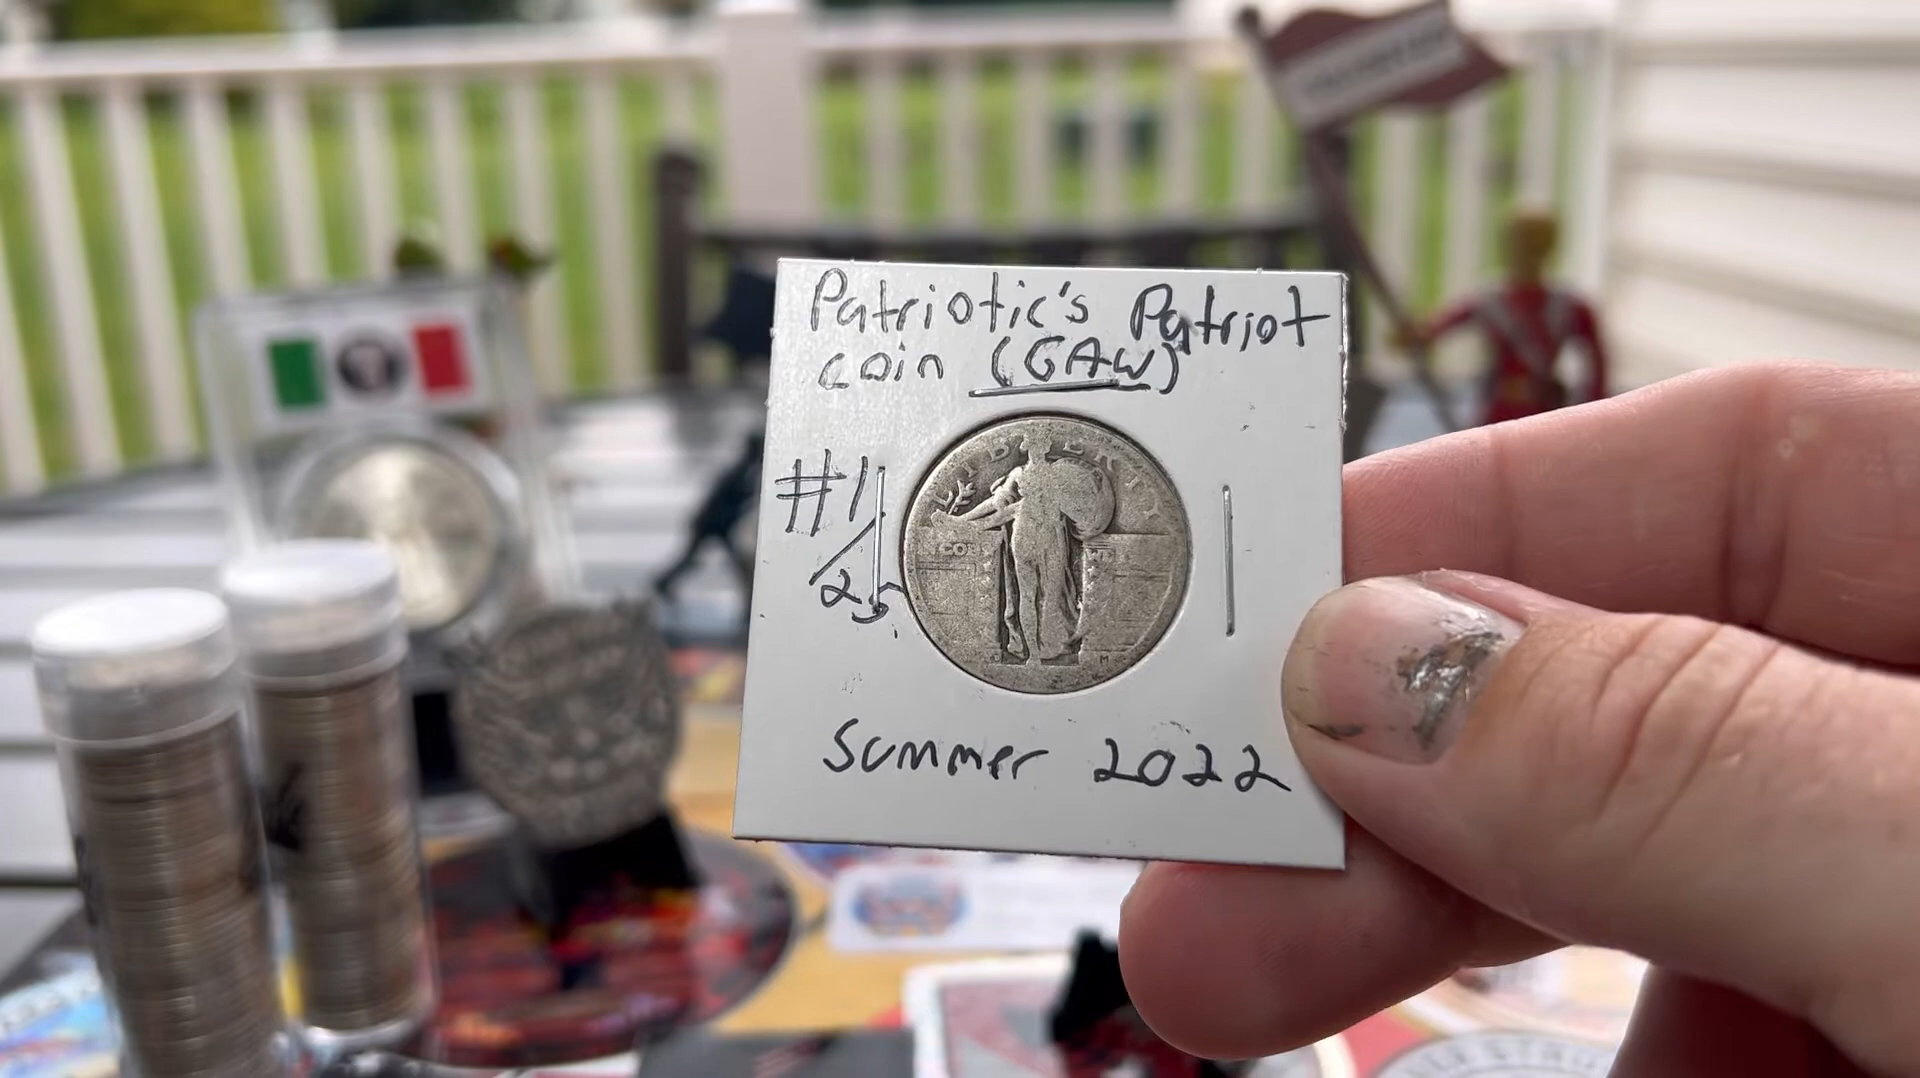 Patriotic's Patriot
coin (GAW)
#1/25
LIBERTY
M
Summer 2022